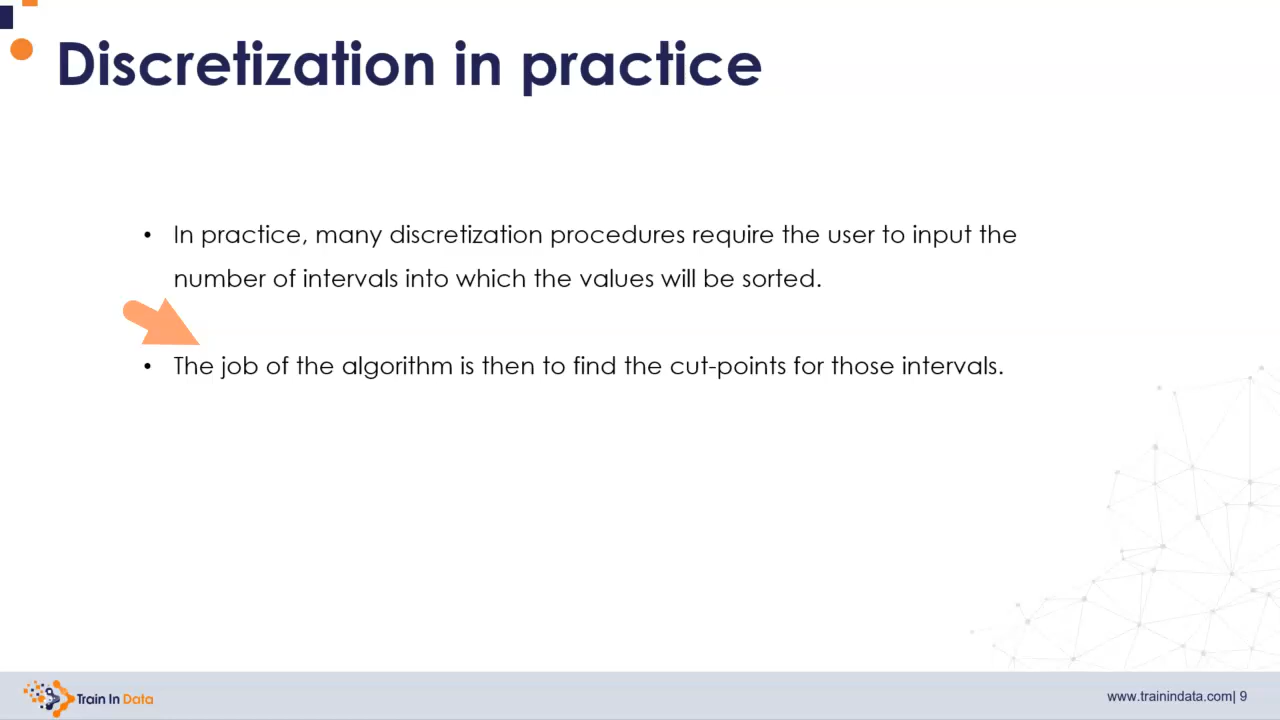 Discretization in practice
• In practice, many discretization procedures require the user to input the
number of intervals into which the values will be sorted.
• The job of the algorithm is then to find the cut-points for those intervals.
Train In Data
www.trainindata.com| 9